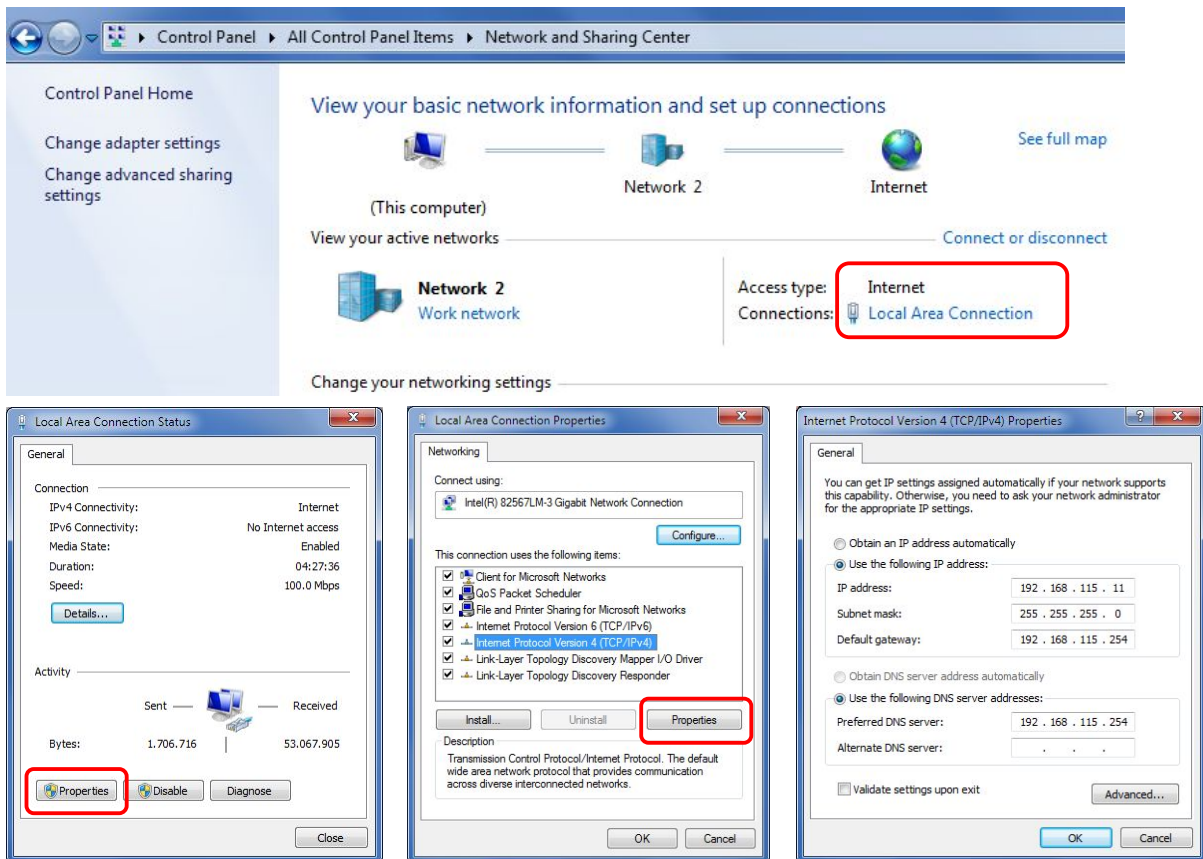 Control Panel ▸ All Control Panel Items ▸ Network and Sharing Center
Control Panel Home
Change adapter settings
Change advanced sharing
settings
View your basic network information and set up connections
See full map
Network 2
Internet
(This computer)
View your active networks
Connect or disconnect
Network 2
Work network
Access type: Internet
Connections: Local Area Connection
Change your networking settings
Local Area Connection Status
General
Connection
IPv4 Connectivity: Internet
IPv6 Connectivity: No Internet access
Media State: Enabled
Duration: 04:27:36
Speed: 100.0 Mbps
Details...
Activity
Sent — Received
Bytes: 1.706.716 | 53.067.905
Properties Disable Diagnose
Close
Local Area Connection Properties
Networking
Connect using:
Intel(R) 82567LM-3 Gigabit Network Connection
Configure...
This connection uses the following items:
Client for Microsoft Networks
QoS Packet Scheduler
File and Printer Sharing for Microsoft Networks
Internet Protocol Version 6 (TCP/IPv6)
Internet Protocol Version 4 (TCP/IPv4)
Link-Layer Topology Discovery Mapper I/O Driver
Link-Layer Topology Discovery Responder
Install... Uninstall Properties
Description
Transmission Control Protocol/Internet Protocol. The default
wide area network protocol that provides communication
across diverse interconnected networks.
OK Cancel
Internet Protocol Version 4 (TCP/IPv4) Properties
General
You can get IP settings assigned automatically if your network supports
this capability. Otherwise, you need to ask your network administrator
for the appropriate IP settings.
Obtain an IP address automatically
Use the following IP address:
IP address: 192 . 168 . 115 . 11
Subnet mask: 255 . 255 . 255 . 0
Default gateway: 192 . 168 . 115 . 254
Obtain DNS server address automatically
Use the following DNS server addresses:
Preferred DNS server: 192 . 168 . 115 . 254
Alternate DNS server: . . .
Validate settings upon exit
Advanced...
OK Cancel